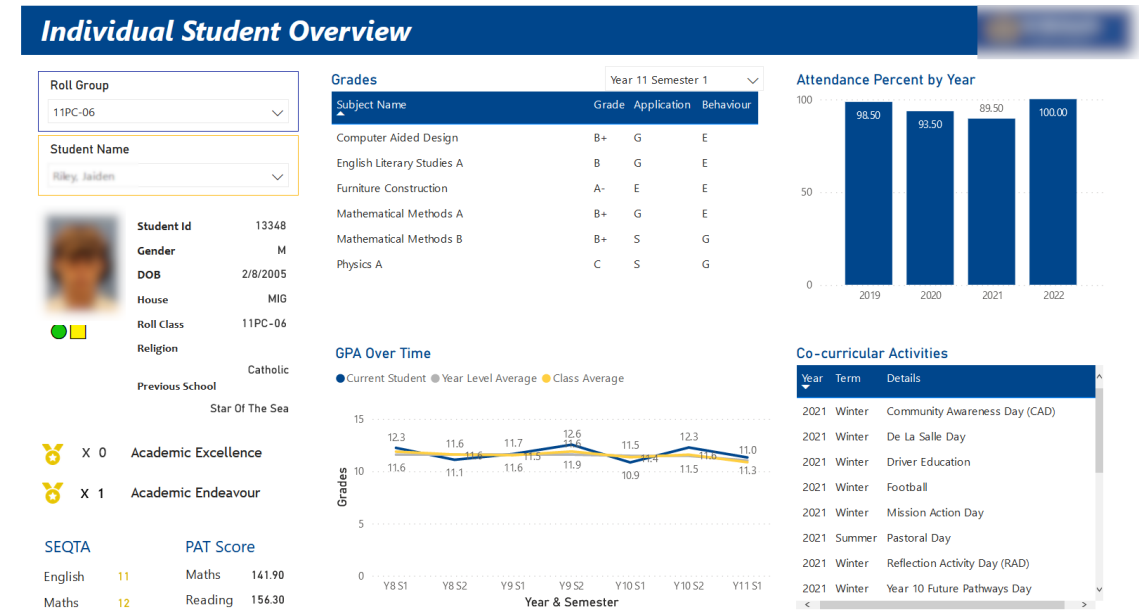 Individual Student Overview
Roll Group
11PC-06
Student Name
Student Id 13348
Gender M
DOB 2/8/2005
House MIG
Roll Class 11PC-06
Religion
Catholic
Previous School
Star Of The Sea
X 0 Academic Excellence
X 1 Academic Endeavour
SEQTA
English 11
Maths 12
PAT Score
Maths 141.90
Reading 156.30
Grades
Year 11 Semester 1
Subject Name Grade Application Behaviour
Computer Aided Design B+ G E
English Literary Studies A B G E
Furniture Construction A- E E
Mathematical Methods A B+ G E
Mathematical Methods B B+ S G
Physics A C S G
GPA Over Time
Current Student Year Level Average Class Average
15
12.3 11.6 11.7 12.6 11.5 12.3 11.0
11.6 11.5 11.6 11.4 11.6
11.6 11.1 11.6 11.9 10.9 11.5 11.3
10
5
0
Grades
Y8 S1 Y8 S2 Y9 S1 Y9 S2 Y10 S1 Y10 S2 Y11 S1
Year & Semester
Attendance Percent by Year
100
50
0
98.50 93.50 89.50 100.00
2019 2020 2021 2022
Co-curricular Activities
Year Term Details
2021 Winter Community Awareness Day (CAD)
2021 Winter De La Salle Day
2021 Winter Driver Education
2021 Winter Football
2021 Winter Mission Action Day
2021 Summer Pastoral Day
2021 Winter Reflection Activity Day (RAD)
2021 Winter Year 10 Future Pathways Day